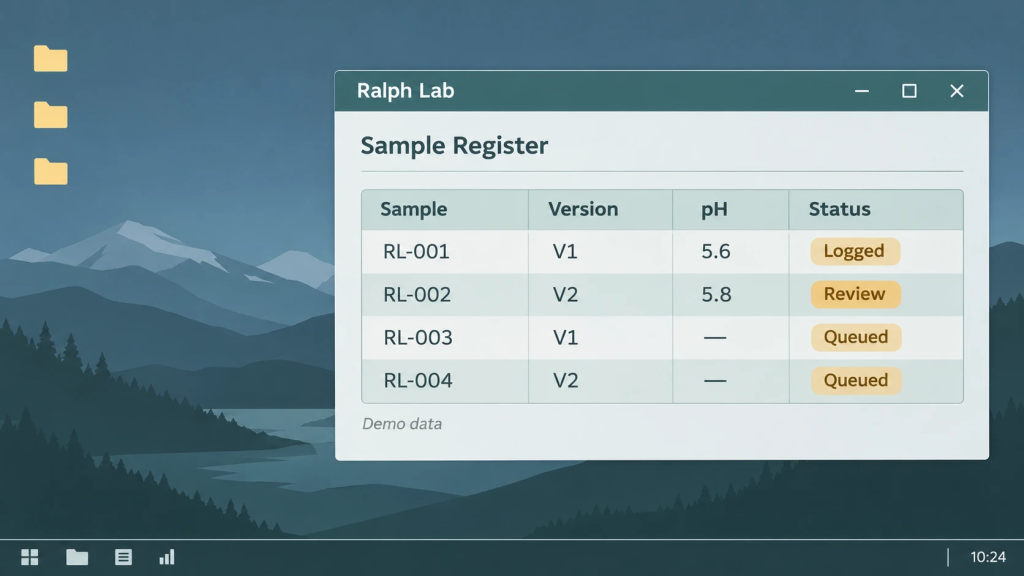 Ralph Lab
Sample Register
Sample Version pH Status
RL-001 V1 5.6 Logged
RL-002 V2 5.8 Review
RL-003 V1 — Queued
RL-004 V2 — Queued
Demo data
10:24